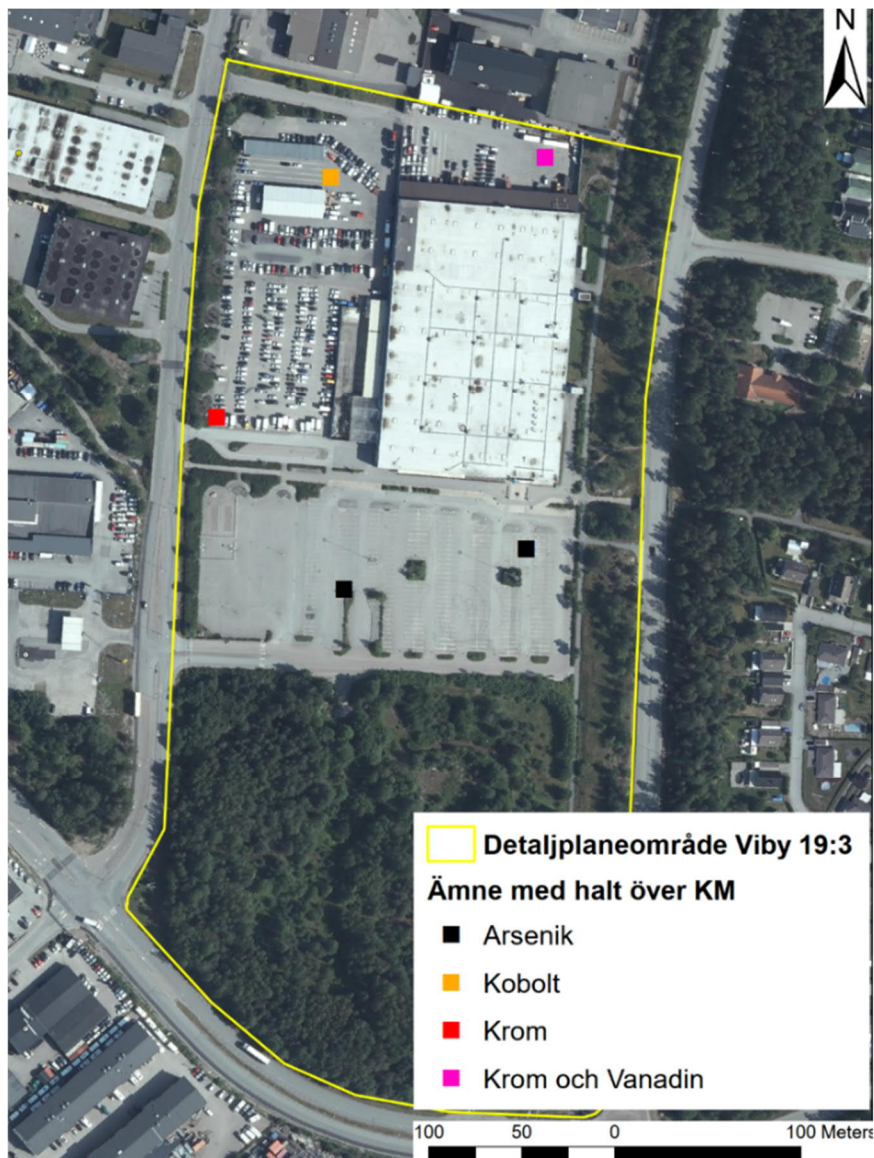 N
Detaljplaneområde Viby 19:3
Ämne med halt över KM
Arsenik
Kobolt
Krom
Krom och Vanadin
100 50 0 100 Meters